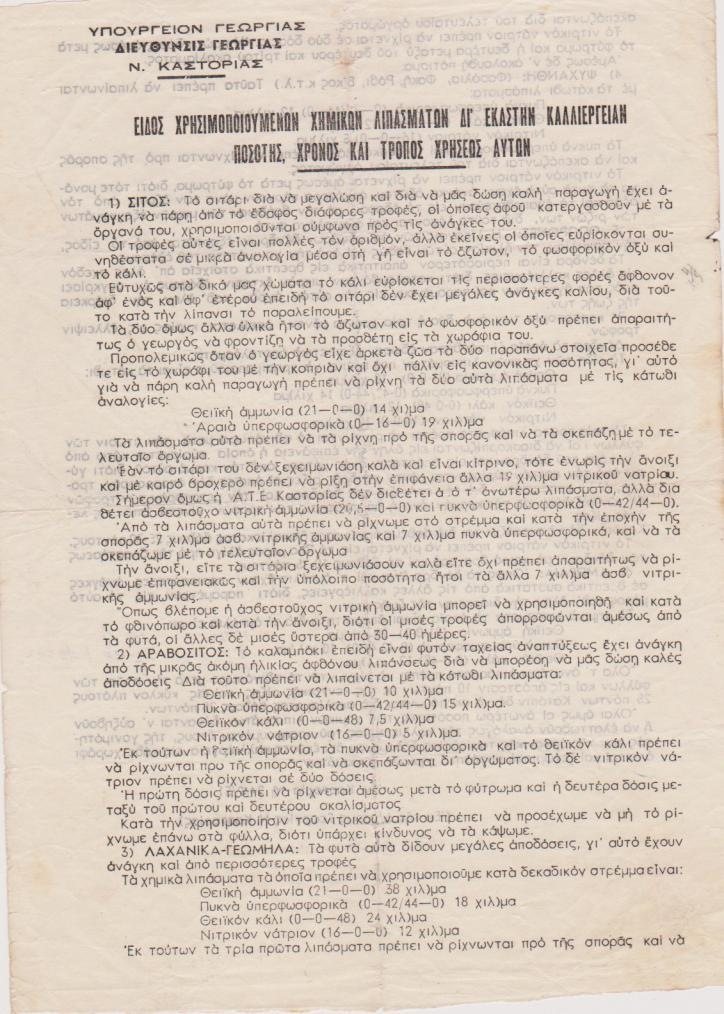 ΥΠΟΥΡΓΕΙΟΝ ΓΕΩΡΓΙΑΣ
ΔΙΕΥΘΥΝΣΙΣ ΓΕΩΡΓΙΑΣ
Ν. ΚΑΣΤΟΡΙΑΣ
ΕΙΔΟΣ ΧΡΗΣΙΜΟΠΟΙΟΥΜΕΝΩΝ ΧΗΜΙΚΩΝ ΛΙΠΑΣΜΑΤΩΝ ΔΙ' ΕΚΑΣΤΗΝ ΚΑΛΛΙΕΡΓΕΙΑΝ
ΠΟΣΟΤΗΣ, ΧΡΟΝΟΣ ΚΑΙ ΤΡΟΠΟΣ ΧΡΗΣΕΩΣ ΑΥΤΩΝ
1) ΣΙΤΟΣ: Τὸ σιτάρι διὰ νὰ μεγαλώση καὶ διὰ νὰ μᾶς δώση καλὴ παραγωγὴ ἔχει ἀ-
νάγκη νὰ πάρη ἀπὸ τὸ ἔδαφος διάφορες τροφές, οἱ ὁποῖες ἀφοῦ κατεργασθοῦν μὲ τὰ
ὄργανά του, χρησιμοποιοῦνται σύμφωνα πρὸς τὶς ἀνάγκες του.
Οἱ τροφὲς αὐτὲς εἶναι πολλὲς τὸν ἀριθμόν, ἀλλὰ ἐκεῖνες οἱ ὁποῖες εὑρίσκονται συ-
νηθέστατα σὲ μικρὰ ἀναλογία μέσα στὴ γῆ εἶναι τὸ ἄζωτον, τὸ φωσφορικὸν ὀξὺ καὶ
τὸ κάλι.
Εὐτυχῶς στὰ δικά μας χώματα τὸ κάλι εὑρίσκεται τὶς περισσότερες φορὲς ἄφθονον
ἀφ' ἑνὸς καὶ ἀφ' ἑτέρου ἐπειδὴ τὸ σιτάρι δὲν ἔχει μεγάλες ἀνάγκες καλίου, διὰ τοῦ-
το κατὰ τὴν λίπανσι τὸ παραλείπουμε.
Τὰ δύο ὅμως ἄλλα ὑλικὰ ἤτοι τὸ ἄζωτον καὶ τὸ φωσφορικὸν ὀξὺ πρέπει ἀπαραιτή-
τως ὁ γεωργὸς νὰ φροντίζη νὰ τὰ προσθέτη εἰς τὰ χωράφια του.
Προπολεμικῶς ὅταν ὁ γεωργὸς εἶχε ἀρκετὰ ζῶα τὰ δύο παραπάνω στοιχεῖα προσέθε
τε εἰς τὸ χωράφι του μὲ τὴν κοπριὰν καὶ ὄχι πάλιν εἰς κανονικὰς ποσότητας, γι' αὐτὸ
γιὰ νὰ πάρη καλὴ παραγωγὴ πρέπει νὰ ρίχνη τὰ δύο αὐτὰ λιπάσματα μὲ τὶς κάτωθι
ἀναλογίες:
Θειϊκὴ ἀμμωνία (21—0—0) 14 χιλ)μα
Ἀραιὰ ὑπερφωσφορικὰ (0—16—0) 19 χιλ)μα
Τὰ λιπάσματα αὐτὰ πρέπει νὰ τὰ ρίχνη πρὸ τῆς σπορᾶς καὶ νὰ τὰ σκεπάζη μὲ τὸ τε-
λευταῖο ὄργωμα.
Ἐὰν τὸ σιτάρι του δὲν ξεχειμωνιάση καλὰ καὶ εἶναι κίτρινο, τότε ἐνωρὶς τὴν ἄνοιξι
καὶ μὲ καιρὸ βροχερὸ πρέπει νὰ ρίξη στὴν ἐπιφάνεια ἄλλα 19 χιλ)μα νιτρικοῦ νατρίου.
Σήμερον ὅμως ἡ Α.Τ.Ε Καστορίας δὲν διαθέτει ἀπ' τ' ἀνωτέρω λιπάσματα, ἀλλὰ δια
θέτει ἀσβεστοῦχο νιτρικὴ ἀμμωνία (20,5—0—0) καὶ πυκνὰ ὑπερφωσφορικὰ (0—42/44—0).
Ἀπὸ τὰ λιπάσματα αὐτὰ πρέπει νὰ ρίχνωμε στὸ στρέμμα καὶ κατὰ τὴν ἐποχὴν τῆς
σπορᾶς 7 χιλ)μα ἀσβ. νιτρικῆς ἀμμωνίας καὶ 7 χιλ)μα πυκνὰ ὑπερφωσφορικά, καὶ νὰ τὰ
σκεπάζωμε μὲ τὸ τελευταῖον ὄργωμα
Τὴν ἄνοιξι, εἴτε τὰ σιτάρια ξεχειμωνιάσουν καλὰ εἴτε ὄχι πρέπει ἀπαραιτήτως νὰ ρί-
χνωμε ἐπιφανειακῶς καὶ τὴν ὑπόλοιπο ποσότητα ἤτοι τὰ ἄλλα 7 χιλ)μα ἀσβ. νιτρι-
κῆς ἀμμωνίας.
Ὅπως βλέπομε ἡ ἀσβεστοῦχος νιτρικὴ ἀμμωνία μπορεῖ νὰ χρησιμοποιηθῆ καὶ κατὰ
τὸ φθινόπωρο καὶ κατὰ τὴν ἄνοιξι, διότι οἱ μισὲς τροφὲς ἀπορροφῶνται ἀμέσως ἀπὸ
τὰ φυτά, οἱ ἄλλες δὲ μισὲς ὕστερα ἀπὸ 30—40 ἡμέρες.
2) ΑΡΑΒΟΣΙΤΟΣ: Τὸ καλαμπόκι ἐπειδὴ εἶναι φυτὸν ταχείας ἀναπτύξεως ἔχει ἀνάγκη
ἀπὸ τῆς μικρᾶς ἀκόμη ἡλικίας ἀφθόνου λιπάνσεως διὰ νὰ μπορέση νὰ μᾶς δώση καλὲς
ἀποδόσεις Διὰ τοῦτο πρέπει νὰ λιπαίνεται μὲ τὰ κάτωθι λιπάσματα:
Θειϊκὴ ἀμμωνία (21—0—0) 10 χιλ)μα
Πυκνὰ ὑπερφωσφορικὰ (0—42/44—0) 15 χιλ)μα.
Θειϊκὸν κάλι (0—0—48) 7,5 χιλ)μα
Νιτρικὸν νάτριον (16—0—0) 5 χιλ)μα.
Ἐκ τούτων ἡ θειϊκὴ ἀμμωνία, τὰ πυκνὰ ὑπερφωσφορικὰ καὶ τὸ θειϊκὸν κάλι πρέπει
νὰ ρίχνωνται πρὸ τῆς σπορᾶς καὶ νὰ σκεπάζωνται δι' ὀργώματος. Τὸ δὲ νιτρικὸν νά-
τριον πρέπει νὰ ρίχνεται σὲ δύο δόσεις.
Ἡ πρώτη δόσις πρέπει νὰ ρίχνεται ἀμέσως μετὰ τὸ φύτρωμα καὶ ἡ δευτέρα δόσις με-
ταξὺ τοῦ πρώτου καὶ δευτέρου σκαλίσματος
Κατὰ τὴν χρησιμοποίησιν τοῦ νιτρικοῦ νατρίου πρέπει νὰ προσέχωμε νὰ μὴ τὸ ρί-
χνωμε ἐπάνω στὰ φύλλα, διότι ὑπάρχει κίνδυνος νὰ τὰ κάψωμε.
3) ΛΑΧΑΝΙΚΑ-ΓΕΩΜΗΛΑ: Τὰ φυτὰ αὐτὰ δίδουν μεγάλες ἀποδόσεις, γι' αὐτὸ ἔχουν
ἀνάγκη καὶ ἀπὸ περισσότερες τροφές
Τὰ χημικὰ λιπάσματα τὰ ὁποῖα πρέπει νὰ χρησιμοποιοῦμε κατὰ δεκαδικὸν στρέμμα εἶναι:
Θειϊκὴ ἀμμωνία (21—0—0) 38 χιλ)μα
Πυκνὰ ὑπερφωσφορικὰ (0—42/44—0) 18 χιλ)μα
Θειϊκὸν κάλι (0—0—48) 24 χιλ)μα
Νιτρικὸν νάτριον (16—0—0) 12 χιλ)μα
Ἐκ τούτων τὰ τρία πρῶτα λιπάσματα πρέπει νὰ ρίχνωνται πρὸ τῆς σπορᾶς καὶ νὰ